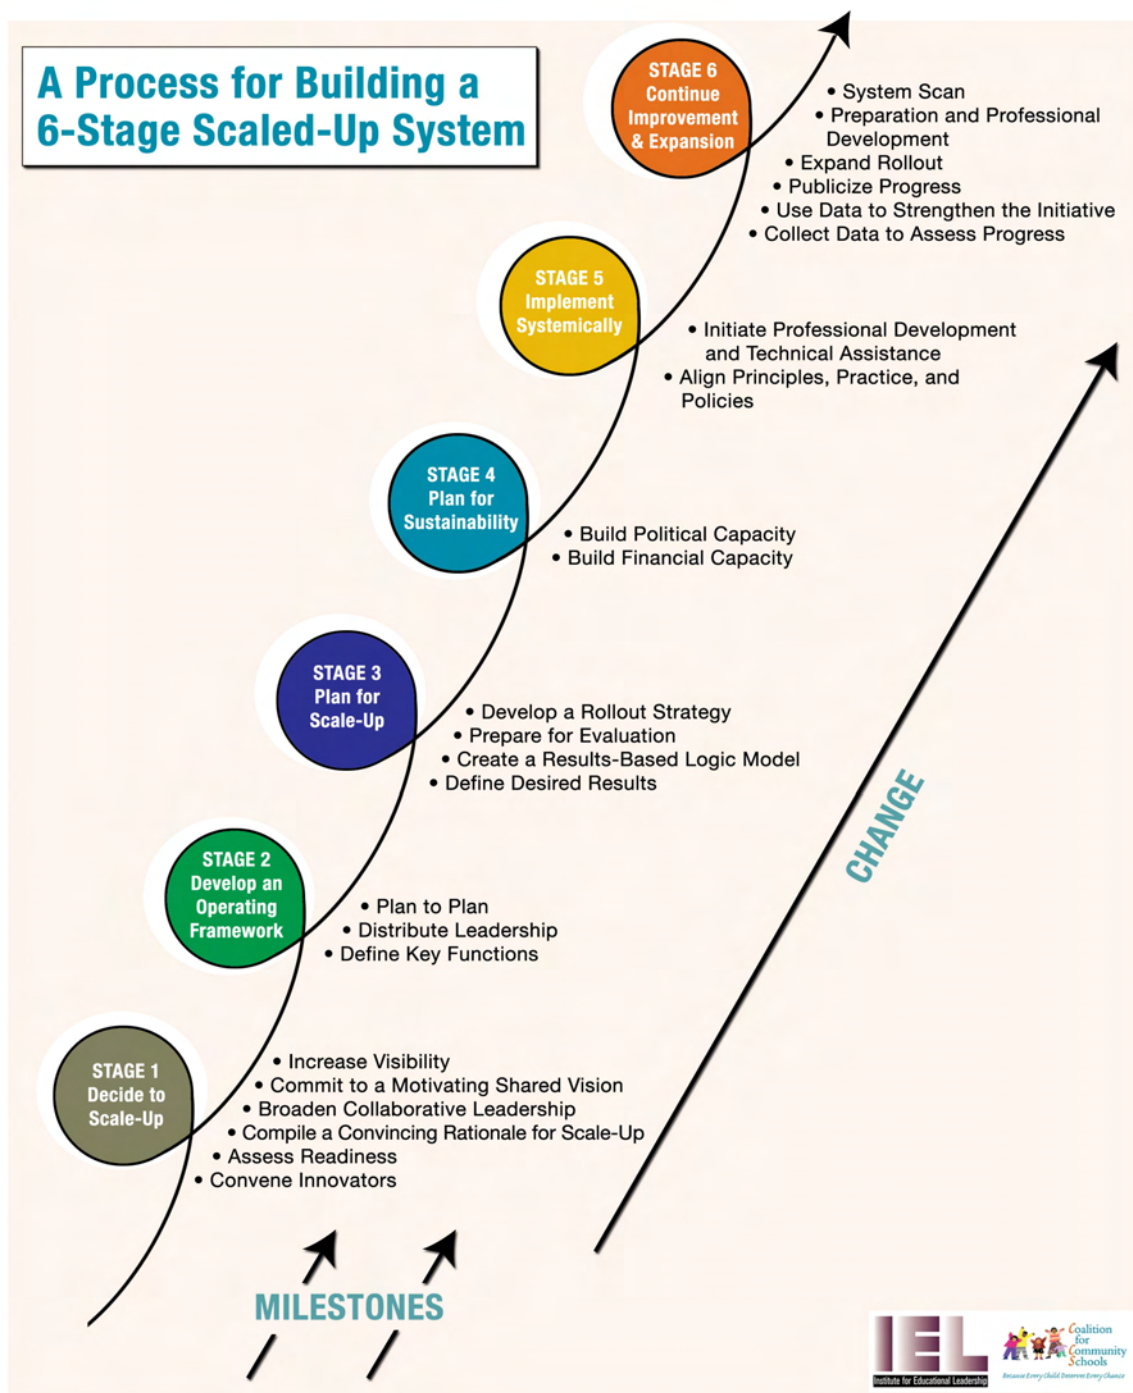 A Process for Building a
6-Stage Scaled-Up System
STAGE 6
Continue
Improvement
& Expansion
• System Scan
• Preparation and Professional
Development
• Expand Rollout
• Publicize Progress
• Use Data to Strengthen the Initiative
• Collect Data to Assess Progress
STAGE 5
Implement
Systemically
• Initiate Professional Development
and Technical Assistance
• Align Principles, Practice, and
Policies
STAGE 4
Plan for
Sustainability
• Build Political Capacity
• Build Financial Capacity
STAGE 3
Plan for
Scale-Up
• Develop a Rollout Strategy
• Prepare for Evaluation
• Create a Results-Based Logic Model
• Define Desired Results
CHANGE
STAGE 2
Develop an
Operating
Framework
• Plan to Plan
• Distribute Leadership
• Define Key Functions
STAGE 1
Decide to
Scale-Up
• Increase Visibility
• Commit to a Motivating Shared Vision
• Broaden Collaborative Leadership
• Compile a Convincing Rationale for Scale-Up
• Assess Readiness
• Convene Innovators
MILESTONES
IEL
Institute for Educational Leadership
Coalition
for
Community
Schools
Because Every Child Deserves Every Chance